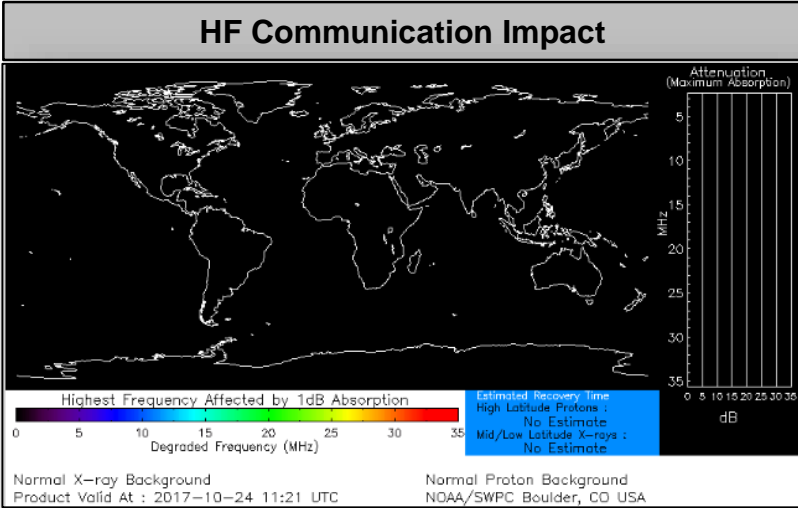 HF Communication Impact
Attenuation
(Maximum Absorption)
5
10
15
20
25
30
35
MHz
0 5 10 15 20 25 30 35
dB
Highest Frequency Affected by 1dB Absorption
0 5 10 15 20 25 30 35
Degraded Frequency (MHz)
Estimated Recovery Time
High Latitude Protons :
No Estimate
Mid/Low Latitude X-rays :
No Estimate
Normal X-ray Background
Normal Proton Background
Product Valid At : 2017-10-24 11:21 UTC
NOAA/SWPC Boulder, CO USA